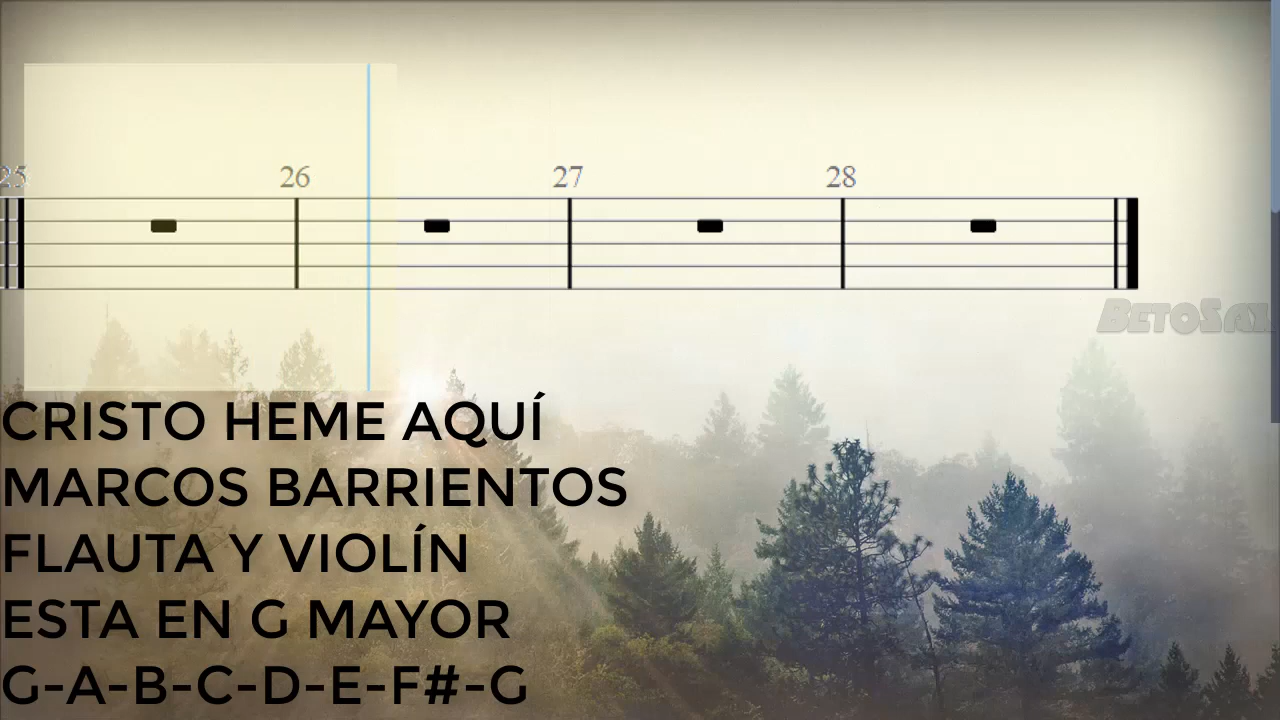 25 26 27 28
CRISTO HEME AQUÍ
MARCOS BARRIENTOS
FLAUTA Y VIOLÍN
ESTA EN G MAYOR
G-A-B-C-D-E-F#-G